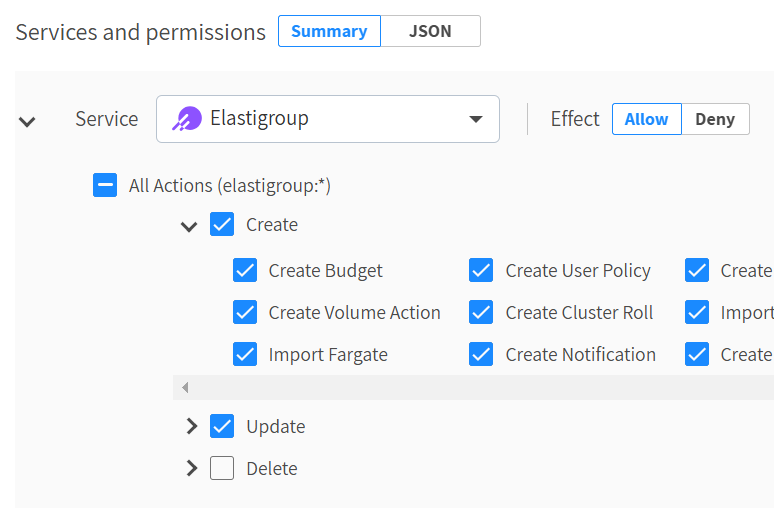 Services and permissions Summary JSON
Service Elastigroup Effect Allow Deny
All Actions (elastigroup:*)
Create
Create Budget Create User Policy Create
Create Volume Action Create Cluster Roll Import
Import Fargate Create Notification Create
Update
Delete